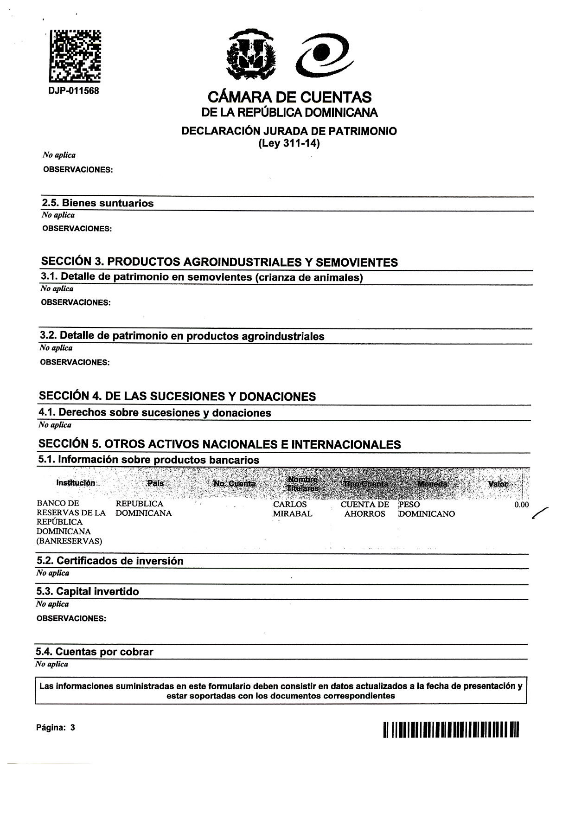 DJP-011568
CÁMARA DE CUENTAS
DE LA REPÚBLICA DOMINICANA
DECLARACIÓN JURADA DE PATRIMONIO
(Ley 311-14)
No aplica
OBSERVACIONES:
2.5. Bienes suntuarios
No aplica
OBSERVACIONES:
SECCIÓN 3. PRODUCTOS AGROINDUSTRIALES Y SEMOVIENTES
3.1. Detalle de patrimonio en semovientes (crianza de animales)
No aplica
OBSERVACIONES:
3.2. Detalle de patrimonio en productos agroindustriales
No aplica
OBSERVACIONES:
SECCIÓN 4. DE LAS SUCESIONES Y DONACIONES
4.1. Derechos sobre sucesiones y donaciones
No aplica
SECCIÓN 5. OTROS ACTIVOS NACIONALES E INTERNACIONALES
5.1. Información sobre productos bancarios
Institución País No. Cuenta Nombre Titulares Tipo Cuenta Moneda Valor
BANCO DE REPUBLICA CARLOS CUENTA DE PESO 0.00
RESERVAS DE LA DOMINICANA MIRABAL AHORROS DOMINICANO
REPÚBLICA
DOMINICANA
(BANRESERVAS)
5.2. Certificados de inversión
No aplica
5.3. Capital invertido
No aplica
OBSERVACIONES:
5.4. Cuentas por cobrar
No aplica
Las informaciones suministradas en este formulario deben consistir en datos actualizados a la fecha de presentación y
estar soportadas con los documentos correspondientes
Página: 3